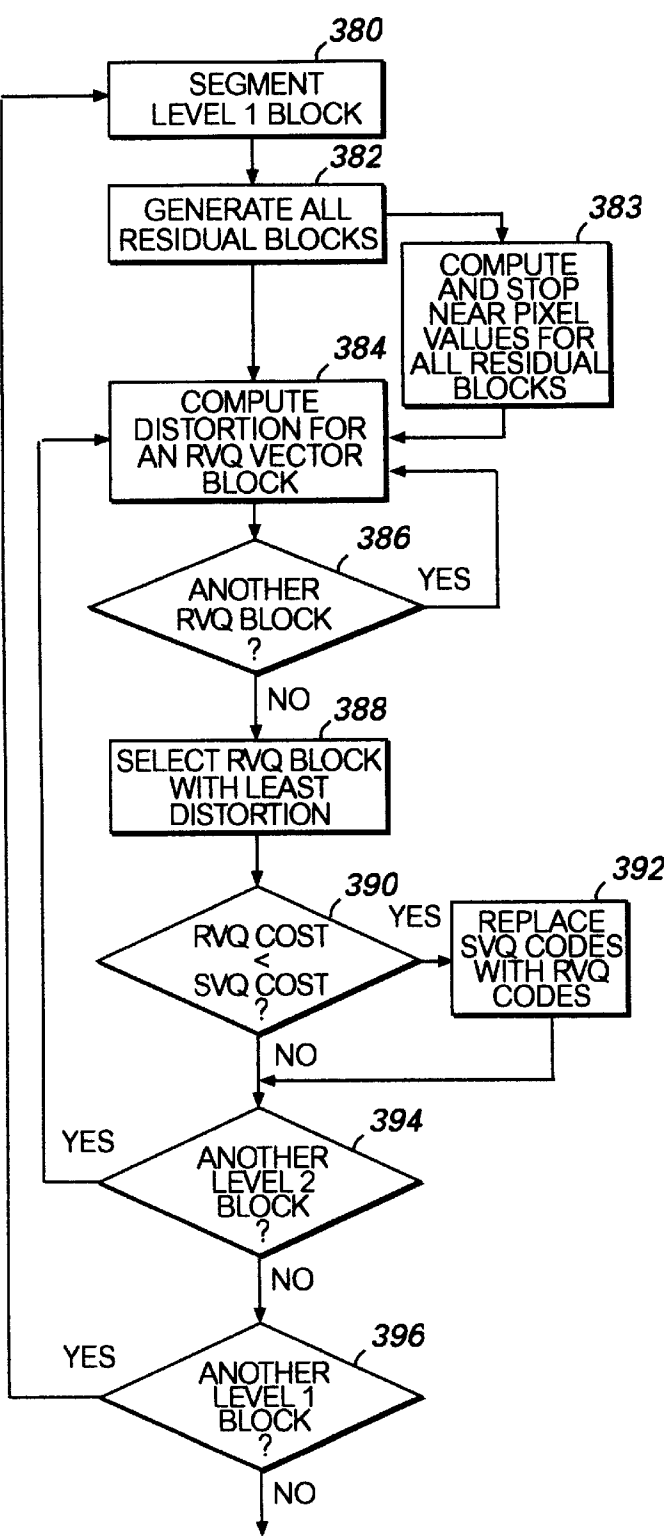 380
SEGMENT
LEVEL 1 BLOCK
382
GENERATE ALL
RESIDUAL BLOCKS
383
COMPUTE
AND STOP
NEAR PIXEL
VALUES FOR
ALL RESIDUAL
BLOCKS
384
COMPUTE
DISTORTION FOR
AN RVQ VECTOR
BLOCK
386
ANOTHER
RVQ BLOCK
?
YES
NO
388
SELECT RVQ BLOCK
WITH LEAST
DISTORTION
390
RVQ COST
<
SVQ COST
?
YES
392
REPLACE
SVQ CODES
WITH RVQ
CODES
NO
394
YES
ANOTHER
LEVEL 2
BLOCK
?
NO
396
YES
ANOTHER
LEVEL 1
BLOCK
?
NO